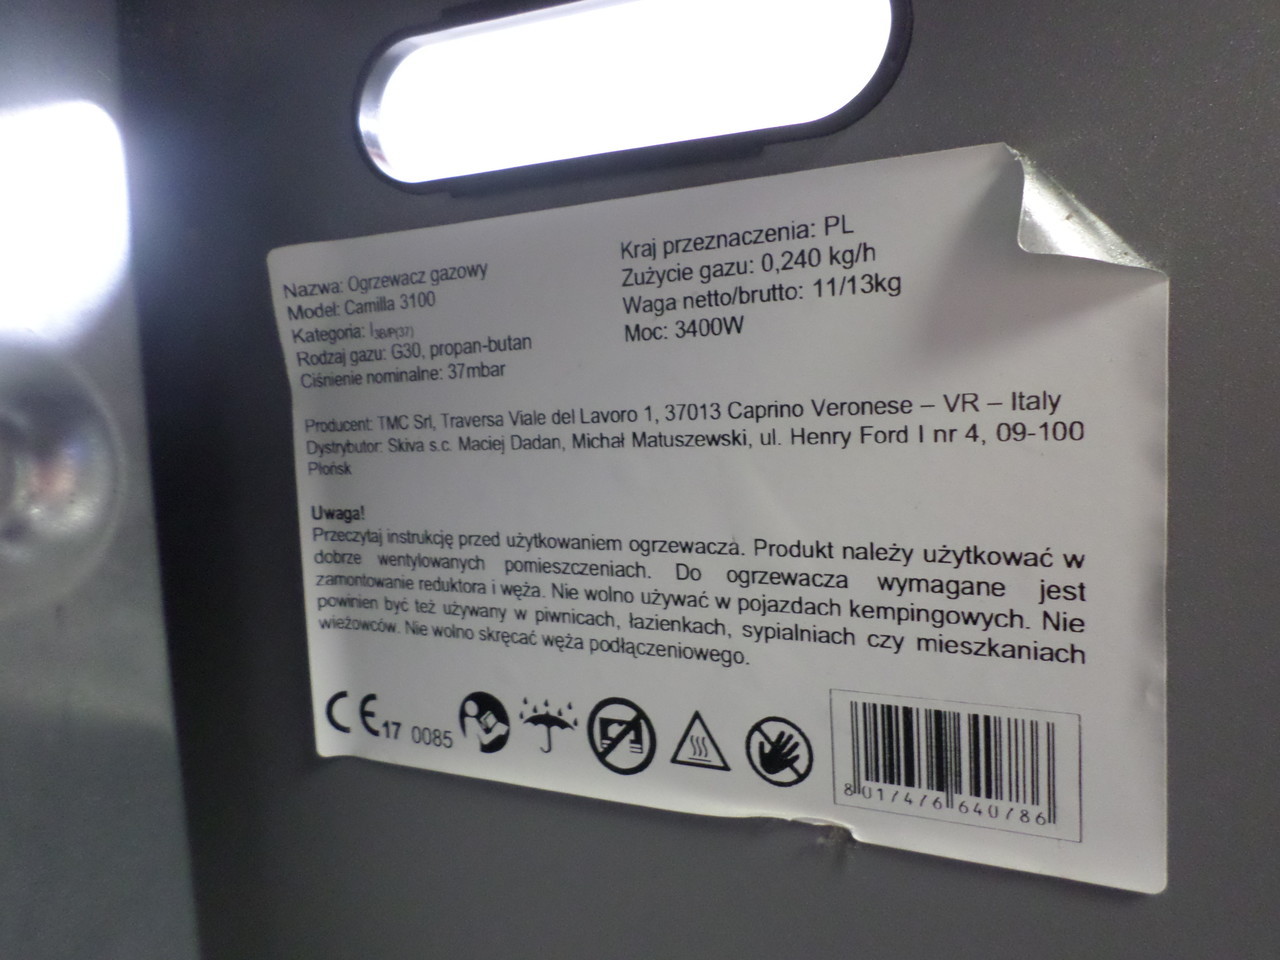 Nazwa: Ogrzewacz gazowy
Model: Camilla 3100
Kategoria: I3B/P(37)
Rodzaj gazu: G30, propan-butan
Ciśnienie nominalne: 37mbar
Kraj przeznaczenia: PL
Zużycie gazu: 0,240 kg/h
Waga netto/brutto: 11/13kg
Moc: 3400W
Producent: TMC Srl, Traversa Viale del Lavoro 1, 37013 Caprino Veronese – VR – Italy
Dystrybutor: Skiva s.c. Maciej Dadan, Michał Matuszewski, ul. Henry Ford I nr 4, 09-100
Płońsk
Uwaga!
Przeczytaj instrukcję przed użytkowaniem ogrzewacza. Produkt należy użytkować w
dobrze wentylowanych pomieszczeniach. Do ogrzewacza wymagane jest
zamontowanie reduktora i węża. Nie wolno używać w pojazdach kempingowych. Nie
powinien być też używany w piwnicach, łazienkach, sypialniach czy mieszkaniach
wieżowców. Nie wolno skręcać węża podłączeniowego.
CE 17 0085
8 017476 640786